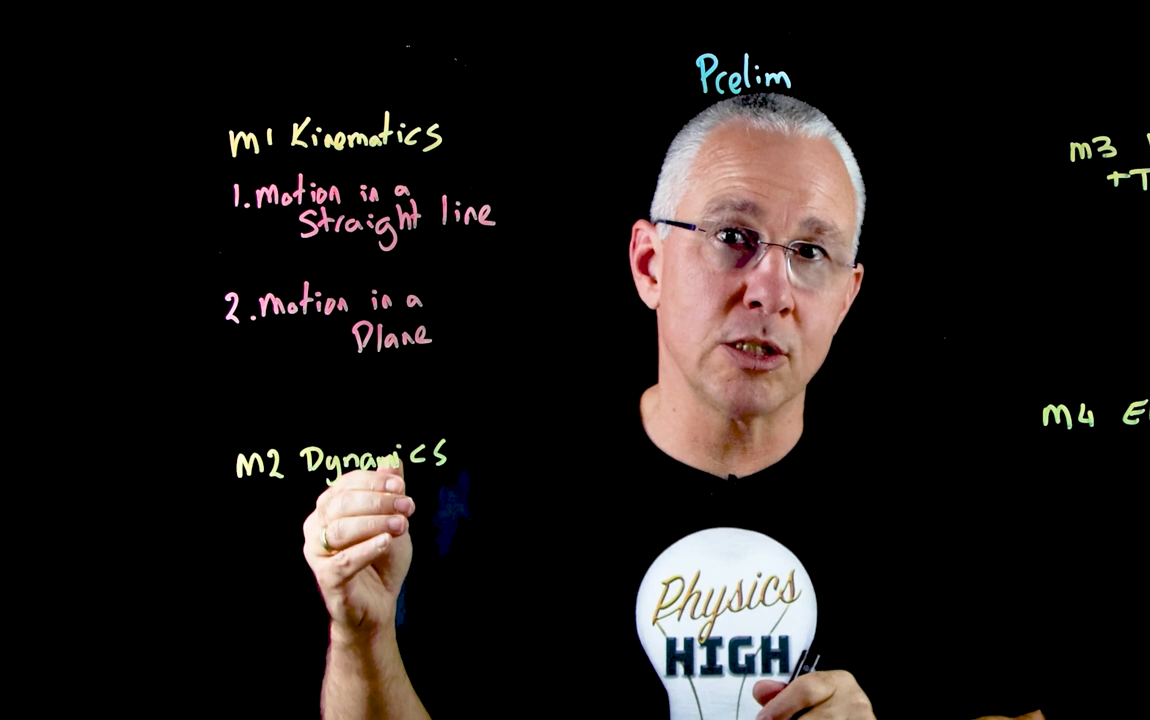 Prelim
m1 Kinematics
1. Motion in a
Straight line
2. Motion in a
Plane
m2 Dynamics
m3
+T
m4 E
Physics
HIGH